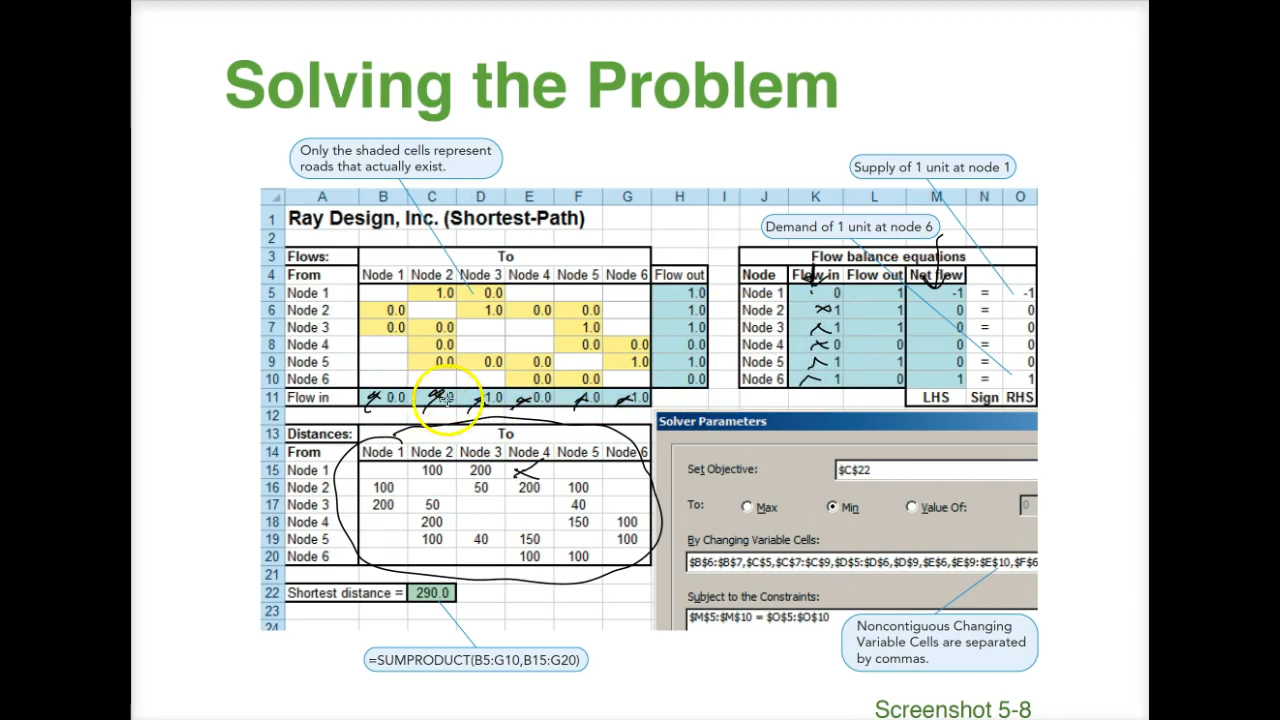 Solving the Problem
Only the shaded cells represent
roads that actually exist.
Supply of 1 unit at node 1
Demand of 1 unit at node 6
A B C D E F G H I J K L M N O
1 Ray Design, Inc. (Shortest-Path)
2
3 Flows: To Flow balance equations
4 From Node 1 Node 2 Node 3 Node 4 Node 5 Node 6 Flow out Node Flow in Flow out Net flow
5 Node 1 1.0 0.0 1.0 Node 1 0 1 -1 = -1
6 Node 2 0.0 1.0 0.0 0.0 1.0 Node 2 1 1 0 = 0
7 Node 3 0.0 0.0 1.0 1.0 Node 3 1 1 0 = 0
8 Node 4 0.0 0.0 0.0 0.0 Node 4 0 0 0 = 0
9 Node 5 0.0 0.0 0.0 1.0 1.0 Node 5 1 1 0 = 0
10 Node 6 0.0 0.0 0.0 Node 6 1 0 1 = 1
11 Flow in 0.0 1.0 0.0 1.0 LHS Sign RHS
12
13 Distances: To
14 From Node 1 Node 2 Node 3 Node 4 Node 5 Node 6
15 Node 1 100 200
16 Node 2 100 50 200 100
17 Node 3 200 50 40
18 Node 4 200 150 100
19 Node 5 100 40 150 100
20 Node 6 100 100
21
22 Shortest distance = 290.0
23
24
Solver Parameters
Set Objective: $C$22
To: Max Min Value Of: 0
By Changing Variable Cells:
$B$6:$B$7,$C$5,$C$7:$C$9,$D$5:$D$6,$D$9,$E$6,$E$9:$E$10,$F$6
Subject to the Constraints:
$M$5:$M$10 = $O$5:$O$10
Noncontiguous Changing
Variable Cells are separated
by commas.
=SUMPRODUCT(B5:G10,B15:G20)
Screenshot 5-8